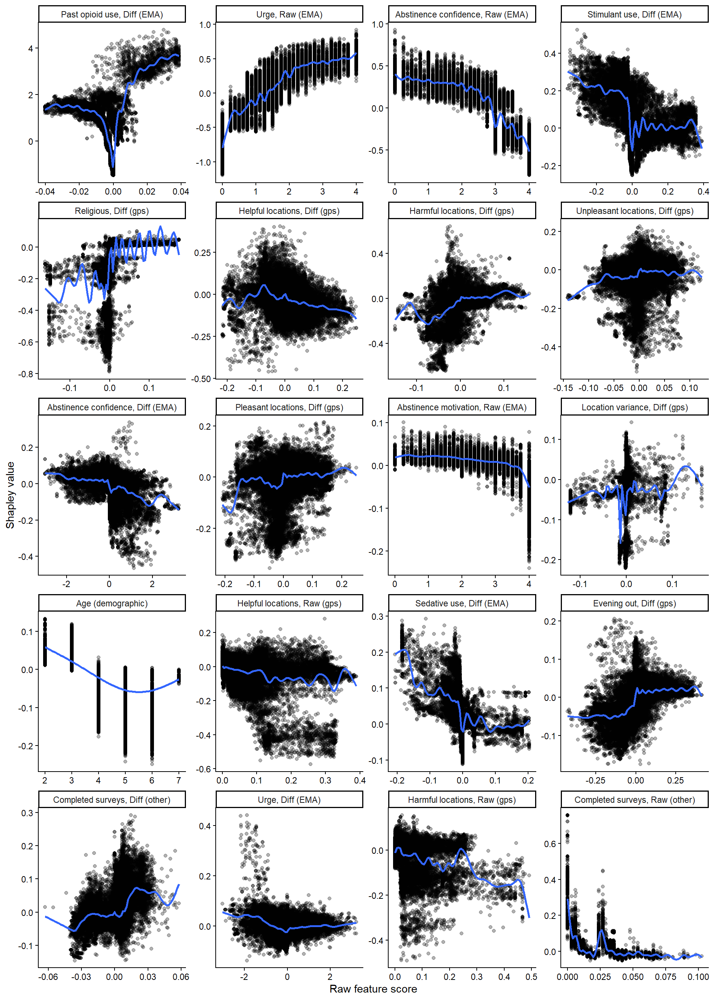 Past opioid use, Diff (EMA)
Urge, Raw (EMA)
Abstinence confidence, Raw (EMA)
Stimulant use, Diff (EMA)
4
2
0
-0.04 -0.02 0.00 0.02 0.04
1.0
0.5
0.0
-0.5
-1.0
0 1 2 3 4
1.0
0.5
0.0
-0.5
0 1 2 3 4
0.4
0.2
0.0
-0.2
-0.2 0.0 0.2 0.4
Religious, Diff (gps)
Helpful locations, Diff (gps)
Harmful locations, Diff (gps)
Unpleasant locations, Diff (gps)
0.0
-0.2
-0.4
-0.6
-0.8
-0.1 0.0 0.1
0.25
0.00
-0.25
-0.50
-0.2 -0.1 0.0 0.1 0.2
0.4
0.0
-0.4
-0.1 0.0 0.1
0.2
0.0
-0.2
-0.4
-0.15 -0.10 -0.05 0.00 0.05 0.10
Abstinence confidence, Diff (EMA)
Pleasant locations, Diff (gps)
Abstinence motivation, Raw (EMA)
Location variance, Diff (gps)
0.2
0.0
-0.2
-0.4
-2 0 2
0.2
0.0
-0.2
-0.2 -0.1 0.0 0.1 0.2
0.1
0.0
-0.1
-0.2
0 1 2 3 4
0.1
0.0
-0.1
-0.2
-0.1 0.0 0.1
Shapley value
Age (demographic)
Helpful locations, Raw (gps)
Sedative use, Diff (EMA)
Evening out, Diff (gps)
0.1
0.0
-0.1
-0.2
2 3 4 5 6 7
0.2
0.0
-0.2
-0.4
-0.6
0.0 0.1 0.2 0.3 0.4
0.3
0.2
0.1
0.0
-0.1
-0.2 -0.1 0.0 0.1 0.2
0.2
0.1
0.0
-0.1
-0.25 0.00 0.25
Completed surveys, Diff (other)
Urge, Diff (EMA)
Harmful locations, Raw (gps)
Completed surveys, Raw (other)
0.3
0.2
0.1
0.0
-0.1
-0.06 -0.03 0.00 0.03 0.06
0.4
0.2
0.0
-2 0 2
0.0
-0.2
-0.4
0.0 0.1 0.2 0.3 0.4 0.5
0.6
0.4
0.2
0.0
0.000 0.025 0.050 0.075 0.100
Raw feature score